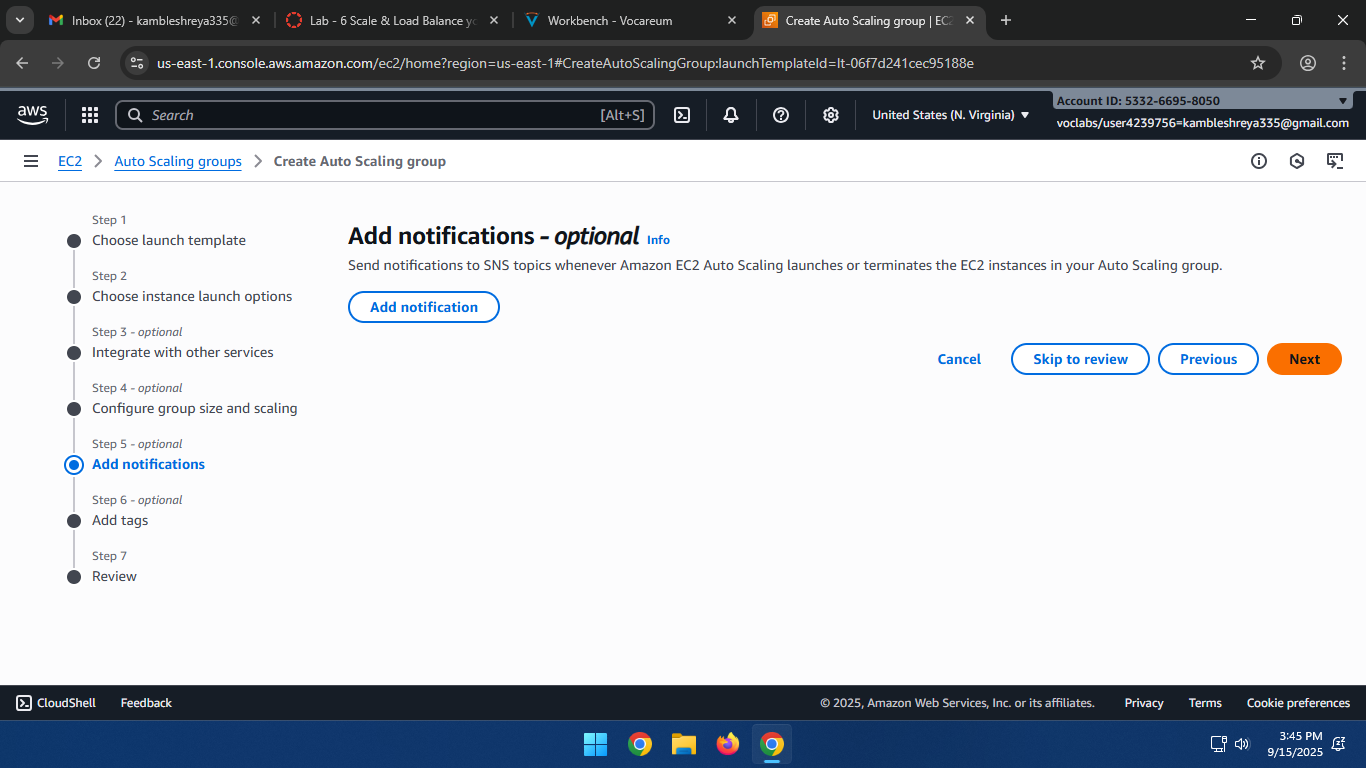 Inbox (22) - kambleshreya335@
Lab - 6 Scale & Load Balance yo
Workbench - Vocareum
Create Auto Scaling group | EC2
us-east-1.console.aws.amazon.com/ec2/home?region=us-east-1#CreateAutoScalingGroup:launchTemplateId=lt-06f7d241cec95188e
aws
Search
[Alt+S]
United States (N. Virginia)
Account ID: 5332-6695-8050
voclabs/user4239756=kambleshreya335@gmail.com
EC2
Auto Scaling groups
Create Auto Scaling group
Step 1
Choose launch template
Step 2
Choose instance launch options
Step 3 - optional
Integrate with other services
Step 4 - optional
Configure group size and scaling
Step 5 - optional
Add notifications
Step 6 - optional
Add tags
Step 7
Review
Add notifications - optional Info
Send notifications to SNS topics whenever Amazon EC2 Auto Scaling launches or terminates the EC2 instances in your Auto Scaling group.
Add notification
Cancel
Skip to review
Previous
Next
CloudShell
Feedback
© 2025, Amazon Web Services, Inc. or its affiliates.
Privacy
Terms
Cookie preferences
3:45 PM
9/15/2025